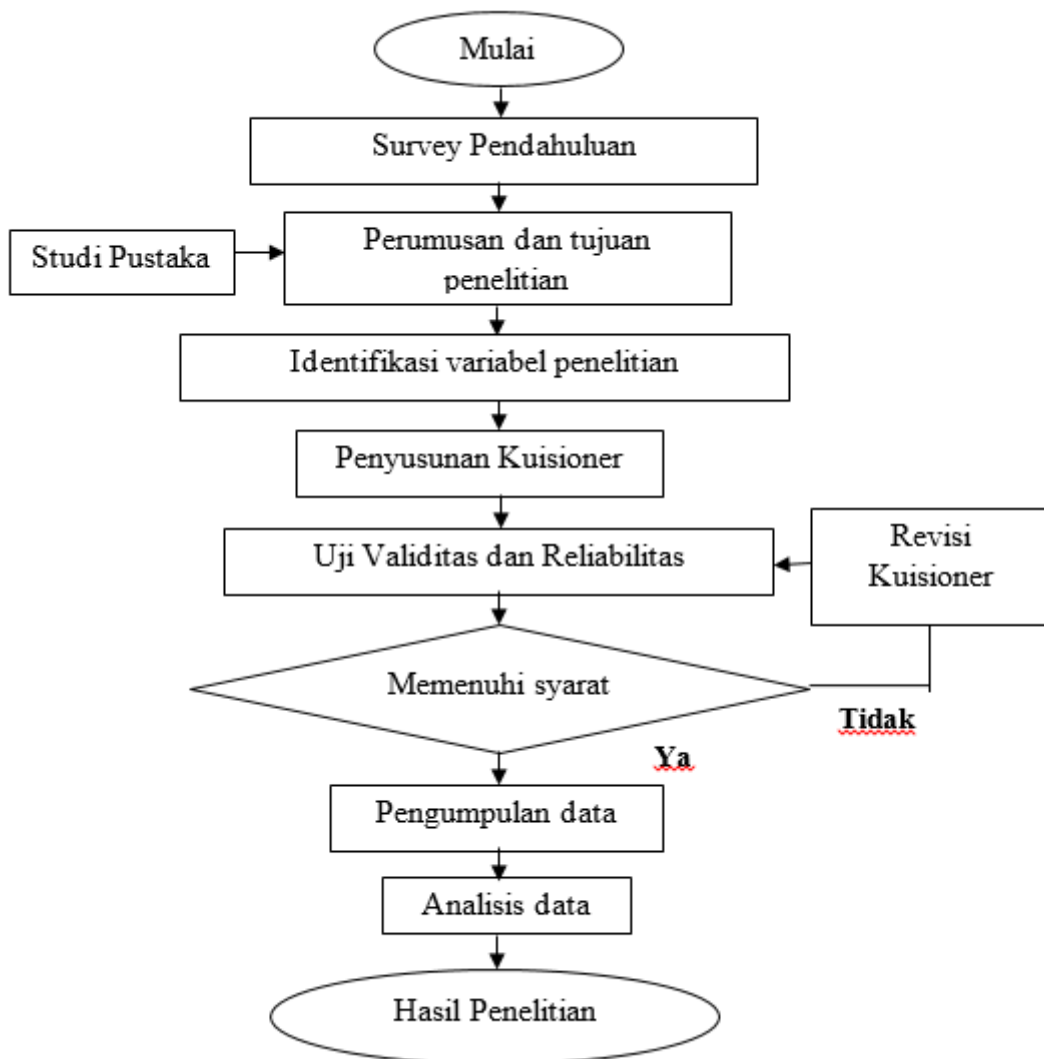 Mulai
Survey Pendahuluan
Studi Pustaka
Perumusan dan tujuan
penelitian
Identifikasi variabel penelitian
Penyusunan Kuisioner
Uji Validitas dan Reliabilitas
Revisi
Kuisioner
Memenuhi syarat
Tidak
Ya
Pengumpulan data
Analisis data
Hasil Penelitian